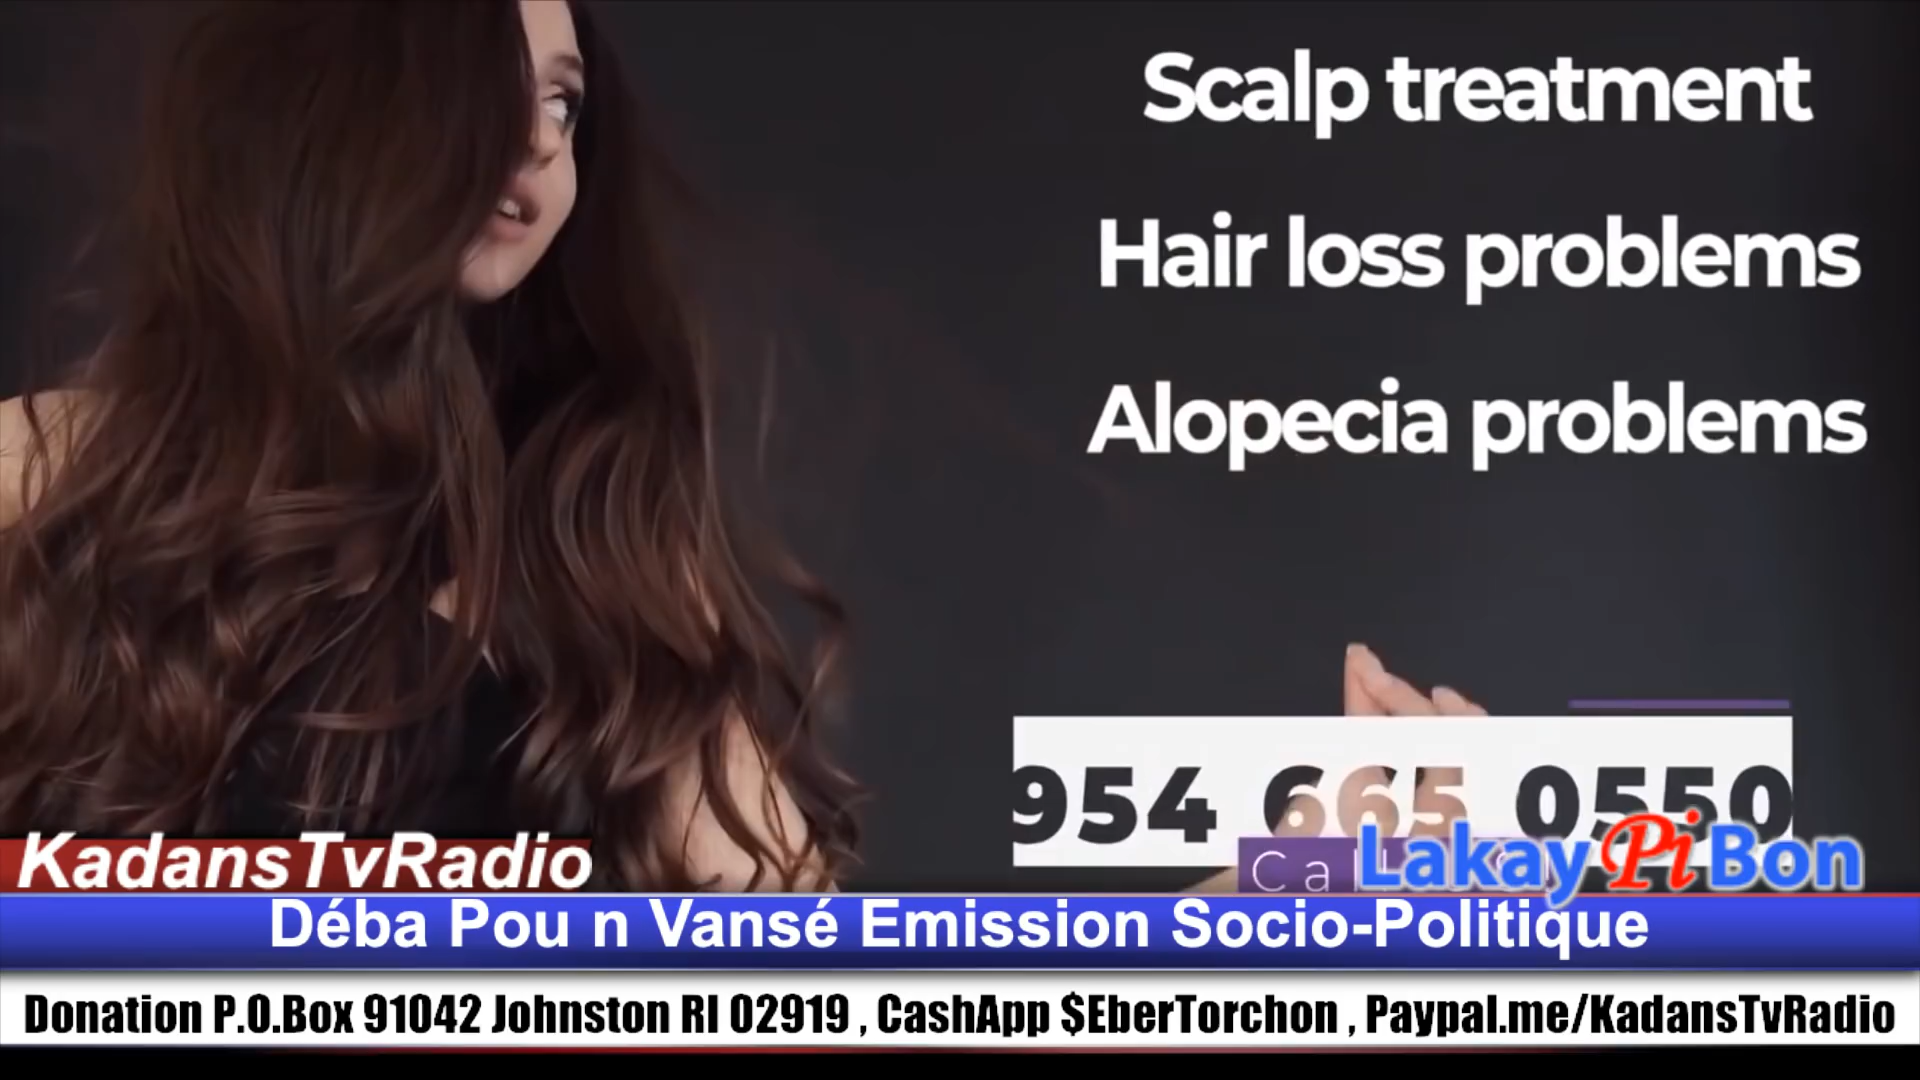 Scalp treatment
Hair loss problems
Alopecia problems
954 665 0550
KadansTvRadio
LakayPiBon
Déba Pou n Vansé Emission Socio-Politique
Donation P.O.Box 91042 Johnston RI 02919 , CashApp $EberTorchon , Paypal.me/KadansTvRadio